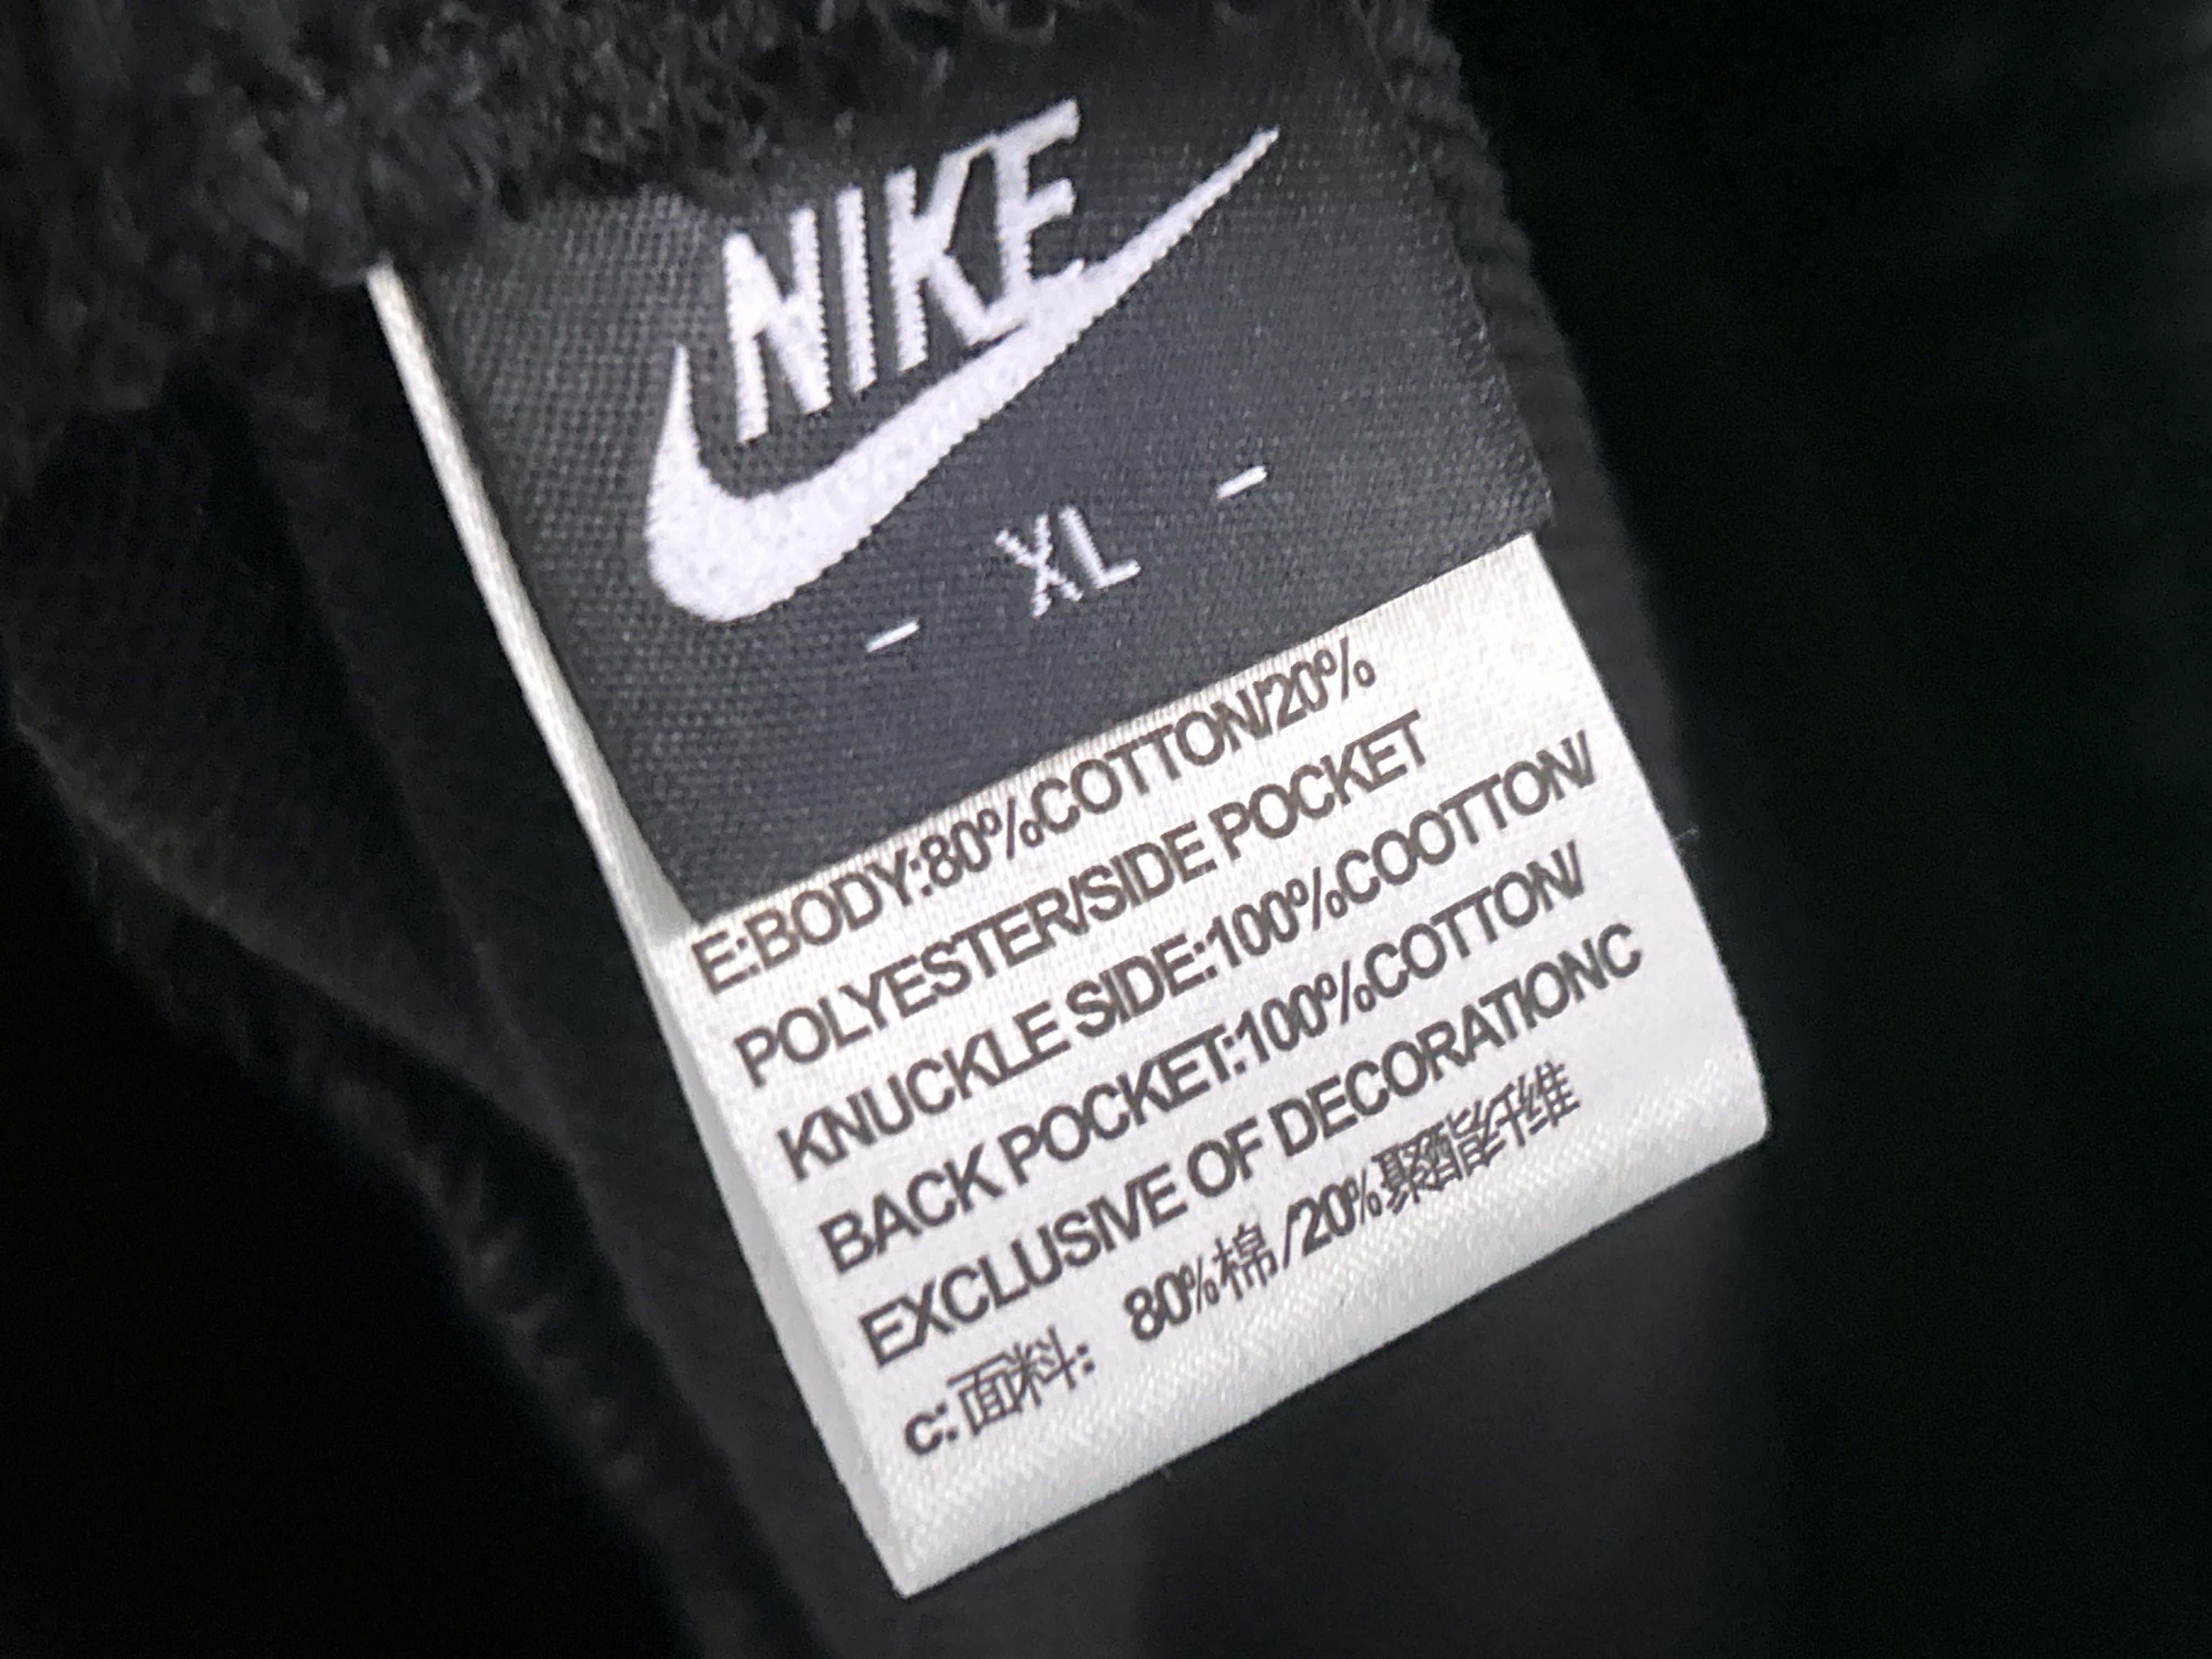 NIKE
- XL -
E:BODY:80%COTTON/20%
POLYESTER/SIDE POCKET
KNUCKLE SIDE:100%COOTTON/
BACK POCKET:100%COTTON/
EXCLUSIVE OF DECORATIONC
c:面料: 80%棉/20%聚酯纤维